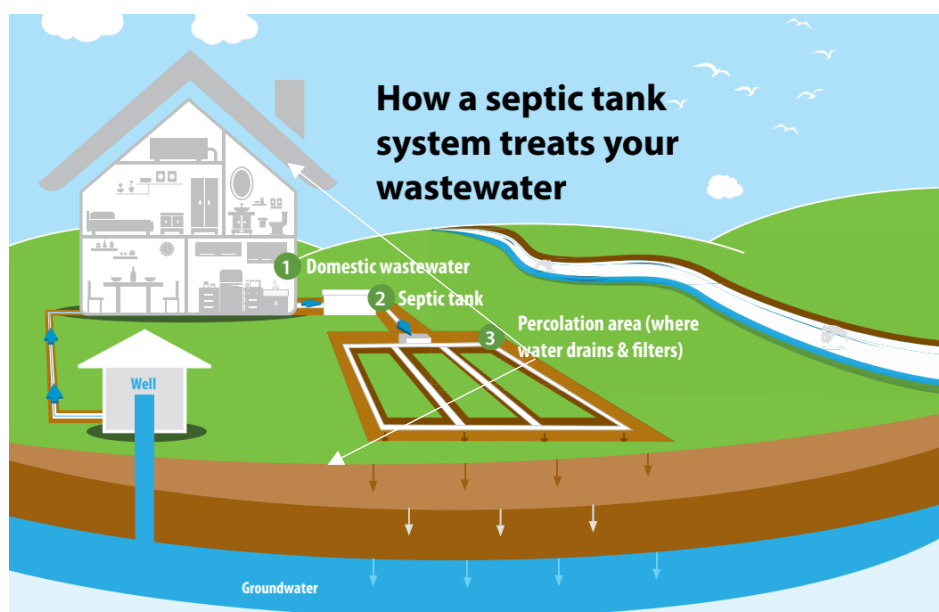 How a septic tank
system treats your
wastewater
1 Domestic wastewater
2 Septic tank
3 Percolation area (where
water drains & filters)
Well
Groundwater